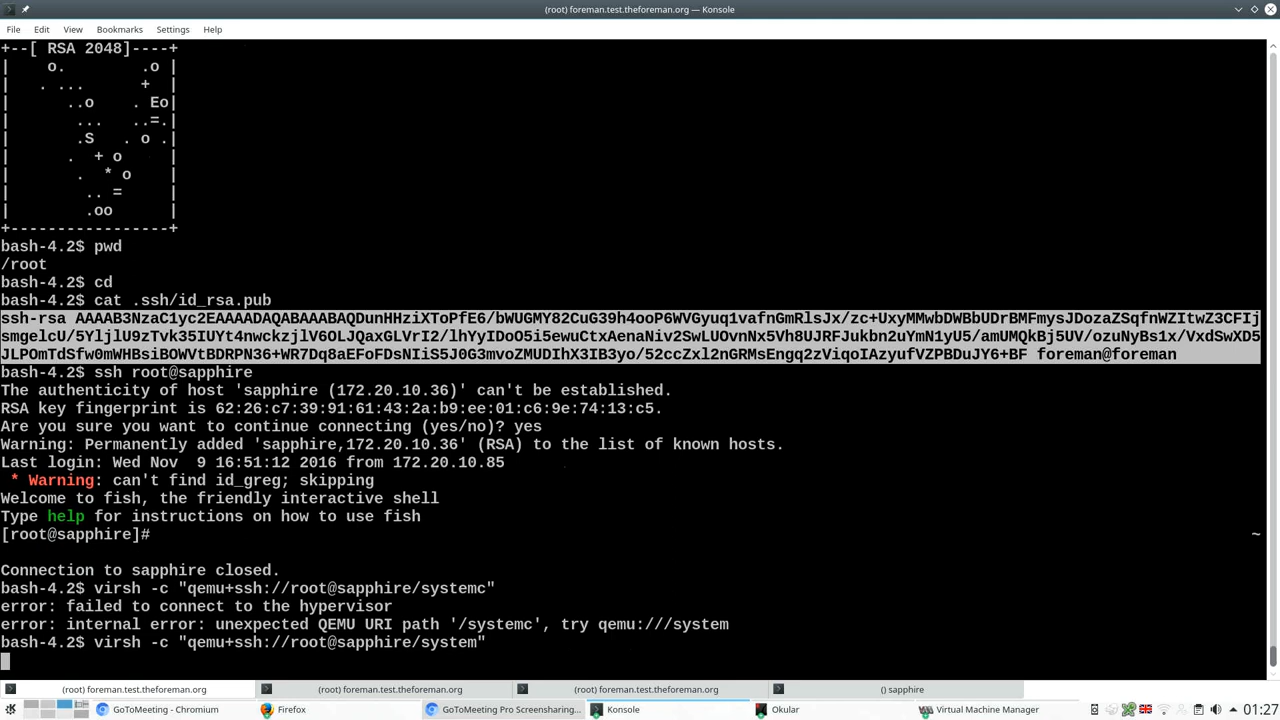 (root) foreman.test.theforeman.org — Konsole
File Edit View Bookmarks Settings Help
+--[ RSA 2048]----+
|    o.        .o |
|   . ...       + |
|      ..o    . Eo|
|       ...   ..=.|
|       .S   . o .|
|      .  + o     |
|       .  * o    |
|        .. =     |
|        .oo      |
+-----------------+
bash-4.2$ pwd
/root
bash-4.2$ cd
bash-4.2$ cat .ssh/id_rsa.pub
ssh-rsa AAAAB3NzaC1yc2EAAAADAQABAAABAQDunHHziXToPfE6/bWUGMY82CuG39h4ooP6WVGyuq1vafnGmRlsJx/zc+UxyMMwbDWBbUDrBMFmysJDozaZSqfnWZItwZ3CFIj
smgelcU/5YljlU9zTvk35IUYt4nwckzjlV6OLJQaxGLVrI2/lhYyIDoO5i5ewuCtxAenaNiv2SwLUOvnNx5Vh8UJRFJukbn2uYmN1yU5/amUMQkBj5UV/ozuNyBs1x/VxdSwXD5
JLPOmTdSfw0mWHBsiBOWVtBDRPN36+WR7Dq8aEFoFDsNIiS5J0G3mvoZMUDIhX3IB3yo/52ccZxl2nGRMsEngq2zViqoIAzyufVZPBDuJY6+BF foreman@foreman
bash-4.2$ ssh root@sapphire
The authenticity of host 'sapphire (172.20.10.36)' can't be established.
RSA key fingerprint is 62:26:c7:39:91:61:43:2a:b9:ee:01:c6:9e:74:13:c5.
Are you sure you want to continue connecting (yes/no)? yes
Warning: Permanently added 'sapphire,172.20.10.36' (RSA) to the list of known hosts.
Last login: Wed Nov  9 16:51:12 2016 from 172.20.10.85
 * Warning: can't find id_greg; skipping
Welcome to fish, the friendly interactive shell
Type help for instructions on how to use fish
[root@sapphire]# ~
Connection to sapphire closed.
bash-4.2$ virsh -c "qemu+ssh://root@sapphire/systemc"
error: failed to connect to the hypervisor
error: internal error: unexpected QEMU URI path '/systemc', try qemu:///system
bash-4.2$ virsh -c "qemu+ssh://root@sapphire/system"
(root) foreman.test.theforeman.org (root) foreman.test.theforeman.org (root) foreman.test.theforeman.org () sapphire
GoToMeeting - Chromium Firefox GoToMeeting Pro Screensharing... Konsole Okular Virtual Machine Manager 01:27